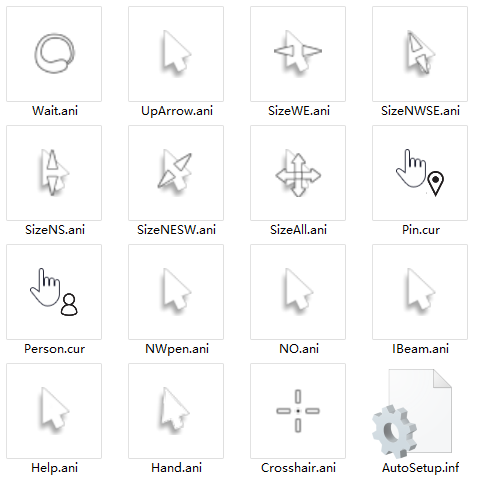 Wait.ani
UpArrow.ani
SizeWE.ani
SizeNWSE.ani
SizeNS.ani
SizeNESW.ani
SizeAll.ani
Pin.cur
Person.cur
NWpen.ani
NO.ani
IBeam.ani
Help.ani
Hand.ani
Crosshair.ani
AutoSetup.inf